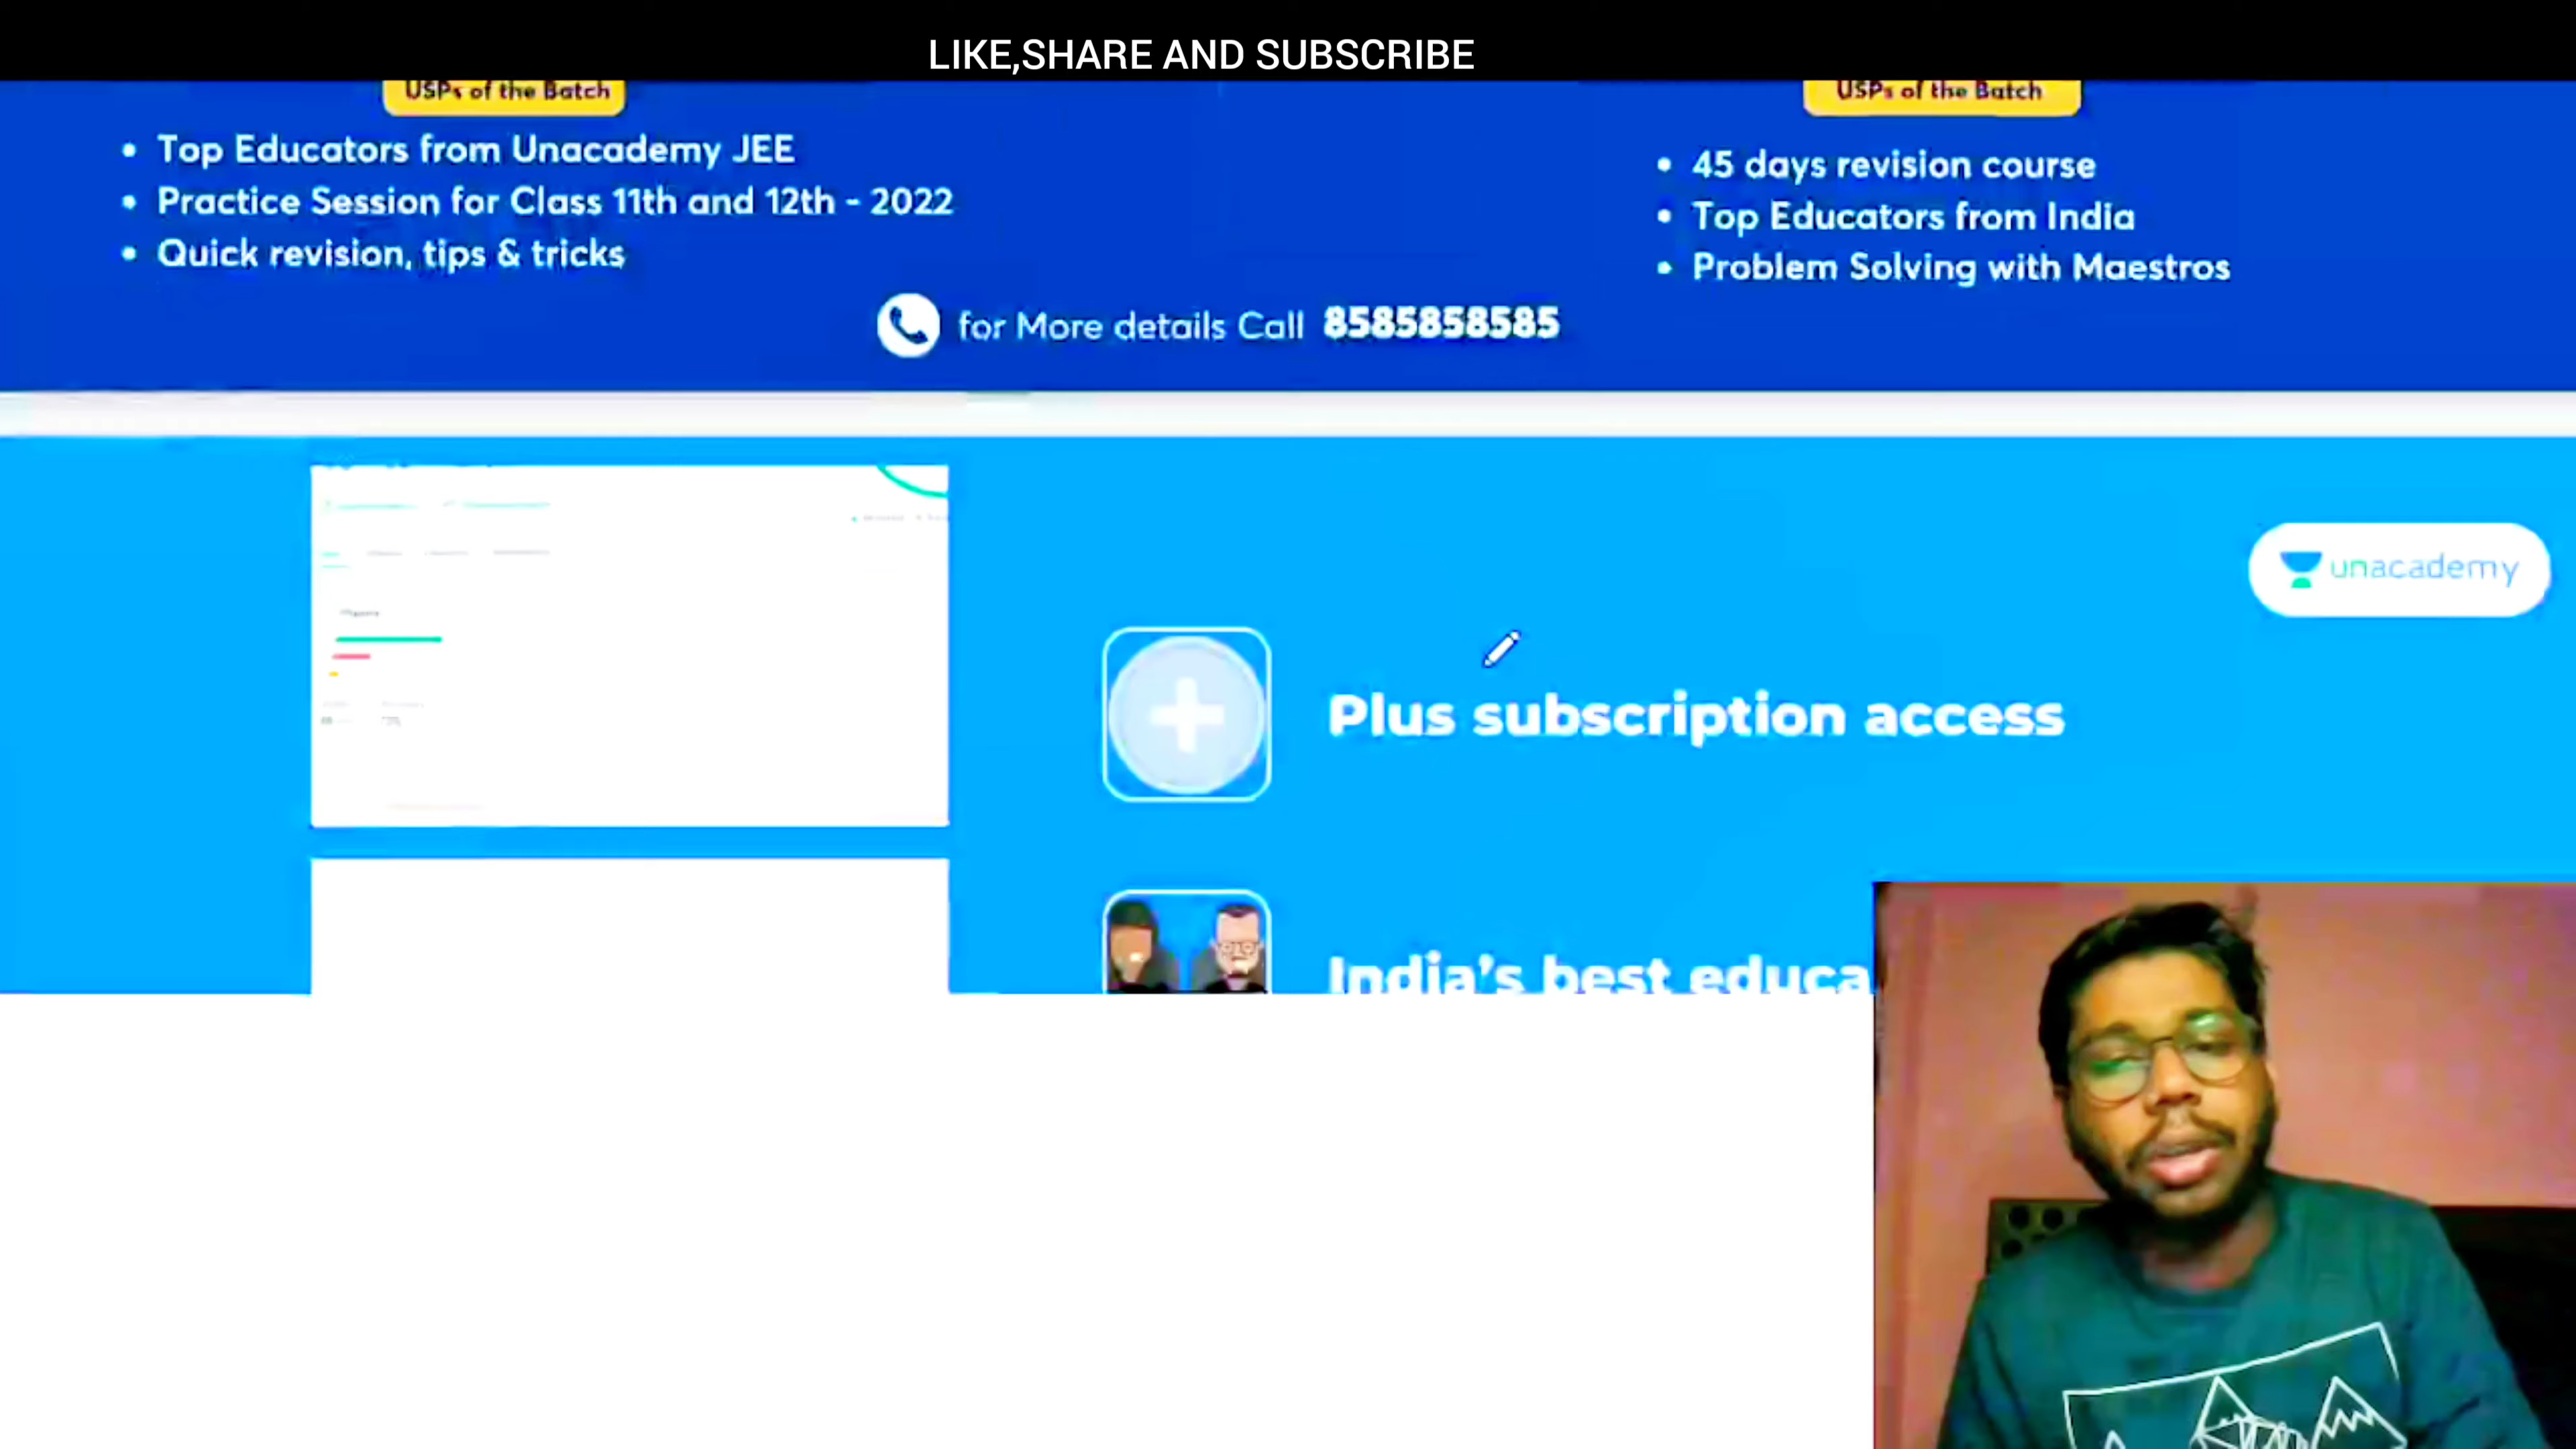 LIKE,SHARE AND SUBSCRIBE
USPs of the Batch
• Top Educators from Unacademy JEE
• Practice Session for Class 11th and 12th - 2022
• Quick revision, tips & tricks
USPs of the Batch
• 45 days revision course
• Top Educators from India
• Problem Solving with Maestros
for More details Call 8585858585
unacademy
Plus subscription access
India's best educa